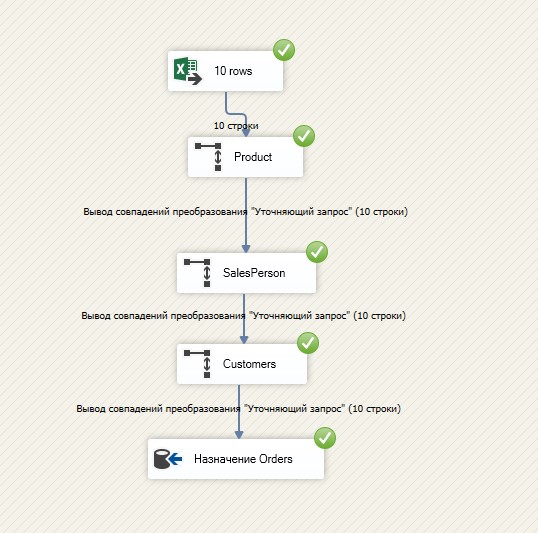 10 rows
10 строки
Product
Вывод совпадений преобразования "Уточняющий запрос" (10 строки)
SalesPerson
Вывод совпадений преобразования "Уточняющий запрос" (10 строки)
Customers
Вывод совпадений преобразования "Уточняющий запрос" (10 строки)
Назначение Orders